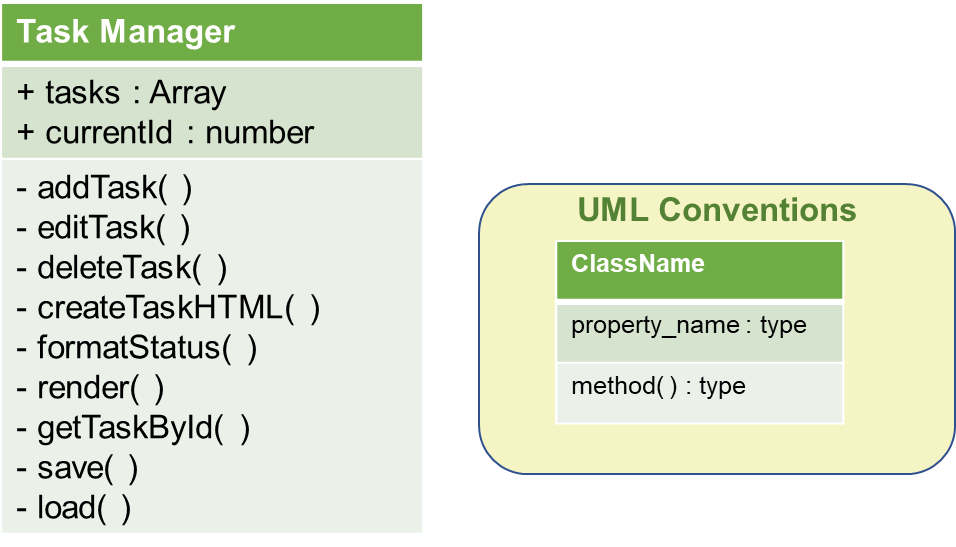 Task Manager
+ tasks : Array
+ currentId : number
- addTask( )
- editTask( )
- deleteTask( )
- createTaskHTML( )
- formatStatus( )
- render( )
- getTaskById( )
- save( )
- load( )
UML Conventions
ClassName
property_name : type
method( ) : type